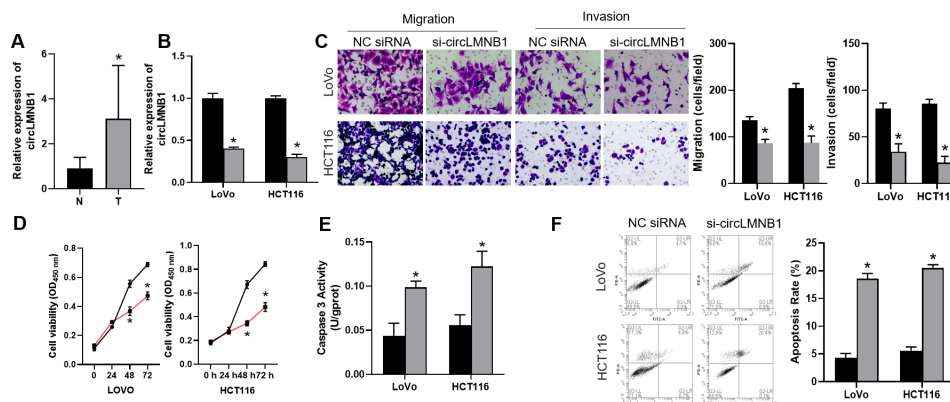 Migration
Invasion
A
B
C
NC siRNA
si-circLMNB1
NC siRNA
si-circLMNB1
Relative expression of
circLMNB1
6
4
2
0
N
T
*
Relative expression of
circLMNB1
1.5
1.0
0.5
0.0
*
*
LoVo
HCT116
LoVo
HCT116
Migration (cells/field)
300
200
100
0
*
*
LoVo
HCT116
Invasion (cells/field)
150
100
50
0
*
*
LoVo
HCT11
D
Cell viability (OD450 nm)
0.8
0.6
0.4
0.2
0.0
*
*
0
24
48
72
LOVO
Cell viability (OD450 nm)
1.0
0.8
0.6
0.4
0.2
0.0
*
*
0 h
24 h
48 h
72 h
HCT116
E
Caspase 3 Activity
(U/gprot)
0.15
0.10
0.05
0.00
*
*
LoVo
HCT116
F
NC siRNA
si-circLMNB1
LoVo
HCT116
FITC-A
FITC-A
Apoptosis Rate (%)
25
20
15
10
5
0
*
*
LoVo
HCT116